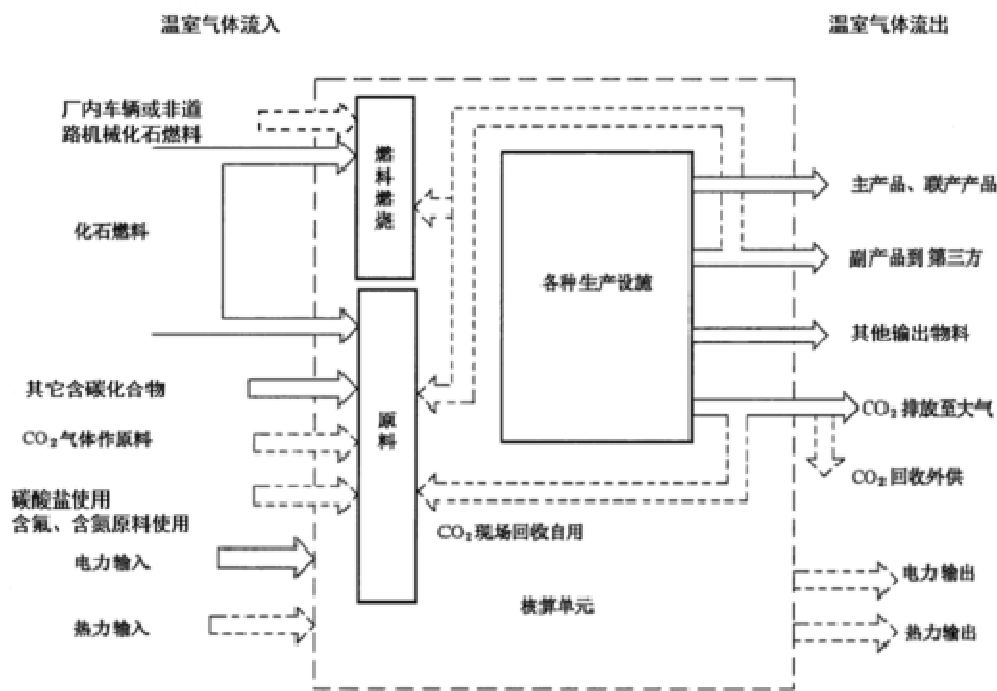 温室气体流入
温室气体流出
厂内车辆或非道
路机械化石燃料
燃料燃烧
化石燃料
各种生产设施
主产品、联产产品
副产品到第三方
其他输出物料
其它含碳化合物
原料
CO₂气体作原料
CO₂排放至大气
CO₂回收外供
碳酸盐使用
含氟、含氮原料使用
CO₂现场回收自用
电力输入
电力输出
核算单元
热力输入
热力输出